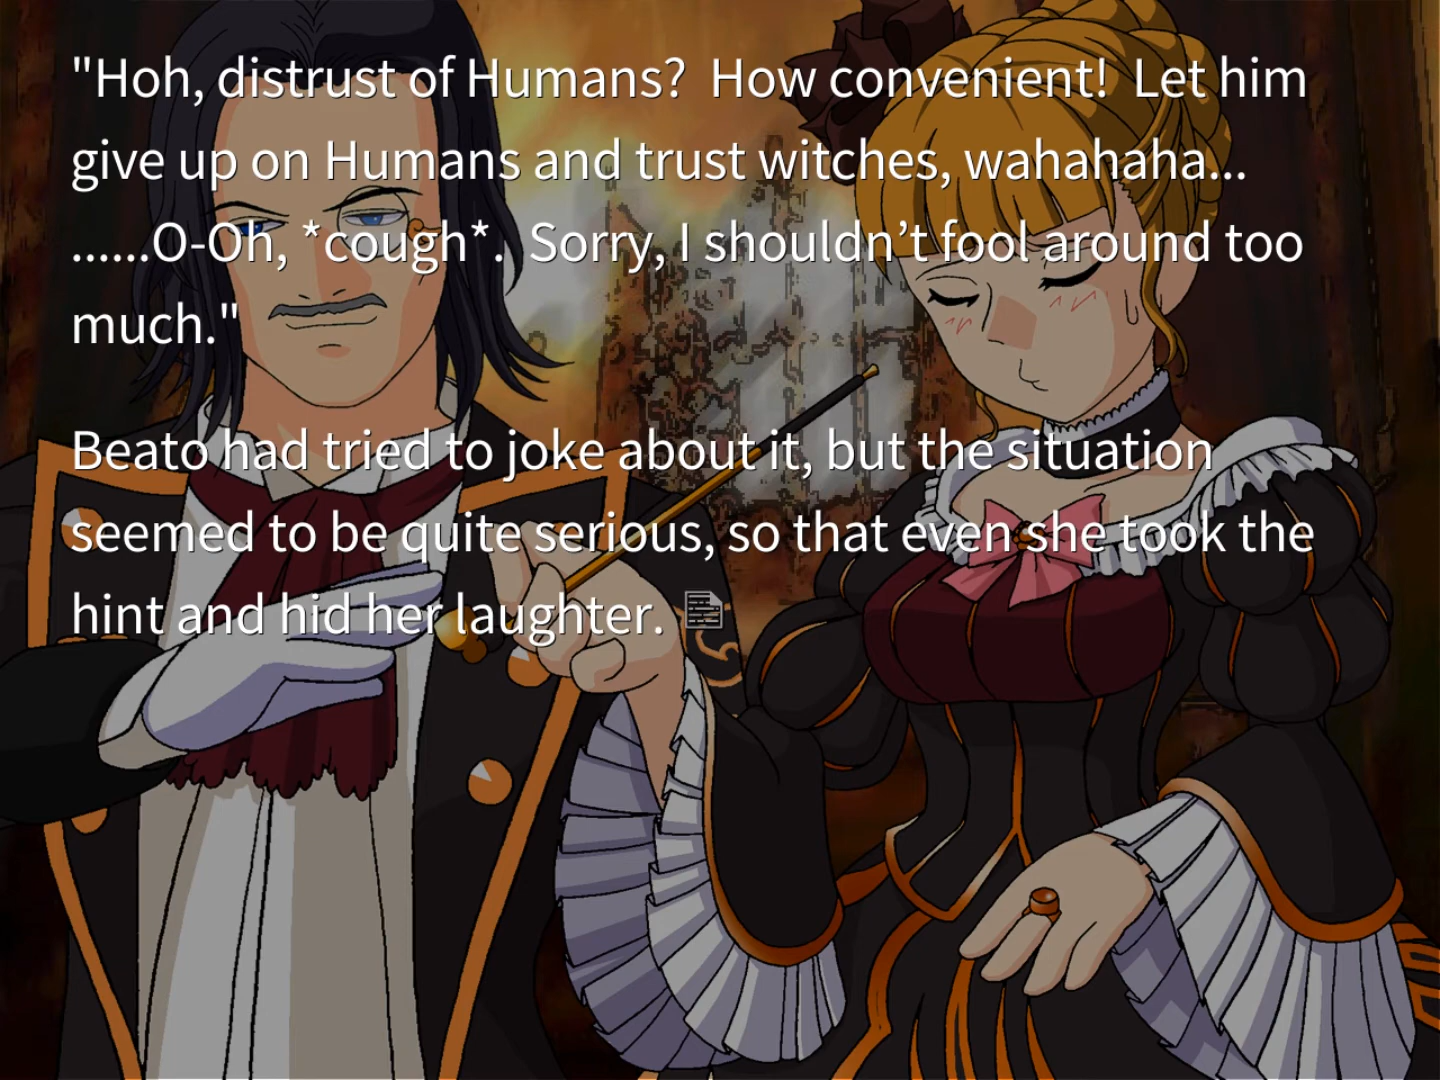 "Hoh, distrust of Humans?  How convenient!  Let him
give up on Humans and trust witches, wahahaha...
......O-Oh, *cough*.  Sorry, I shouldn’t fool around too
much."
Beato had tried to joke about it, but the situation
seemed to be quite serious, so that even she took the
hint and hid her laughter.